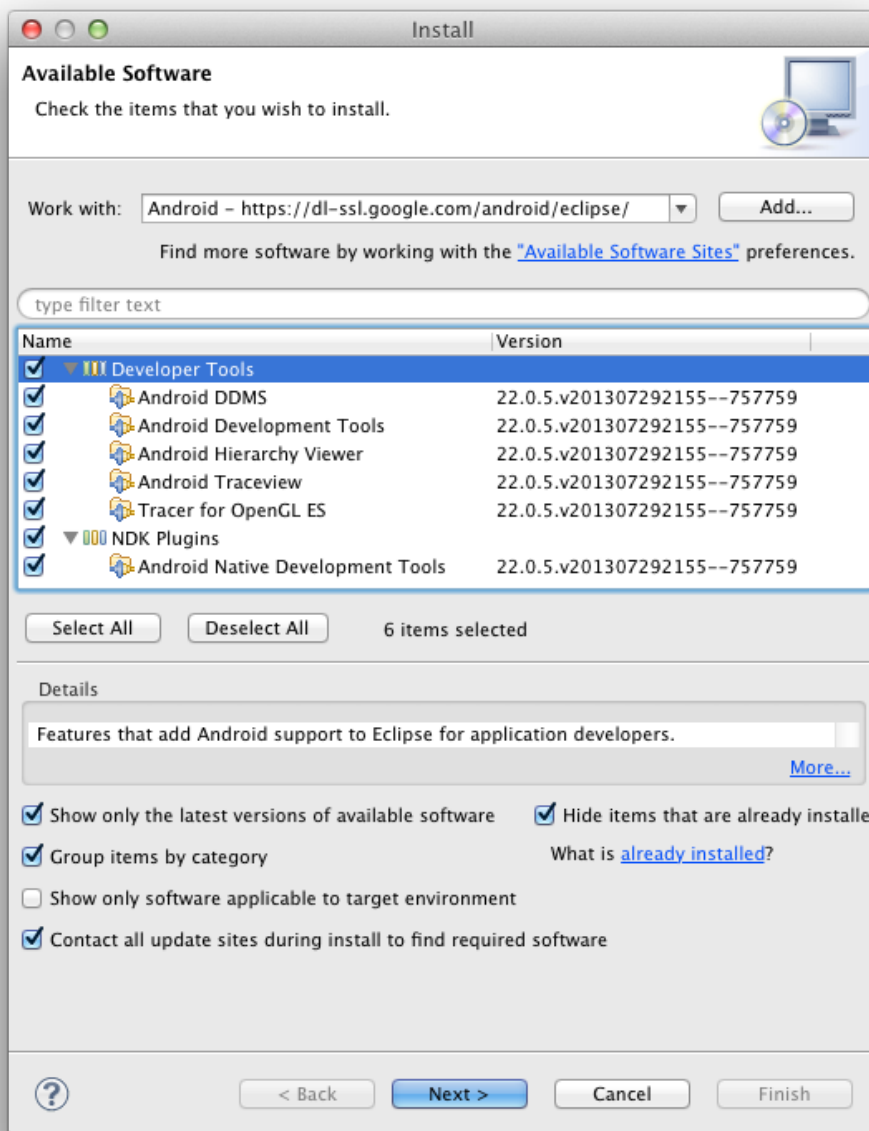 Install
Available Software
Check the items that you wish to install.
Work with: Android - https://dl-ssl.google.com/android/eclipse/ Add...
Find more software by working with the "Available Software Sites" preferences.
type filter text
Name Version
Developer Tools
Android DDMS 22.0.5.v201307292155--757759
Android Development Tools 22.0.5.v201307292155--757759
Android Hierarchy Viewer 22.0.5.v201307292155--757759
Android Traceview 22.0.5.v201307292155--757759
Tracer for OpenGL ES 22.0.5.v201307292155--757759
NDK Plugins
Android Native Development Tools 22.0.5.v201307292155--757759
Select All Deselect All 6 items selected
Details
Features that add Android support to Eclipse for application developers.
More...
Show only the latest versions of available software Hide items that are already installe
Group items by category What is already installed?
Show only software applicable to target environment
Contact all update sites during install to find required software
? < Back Next > Cancel Finish